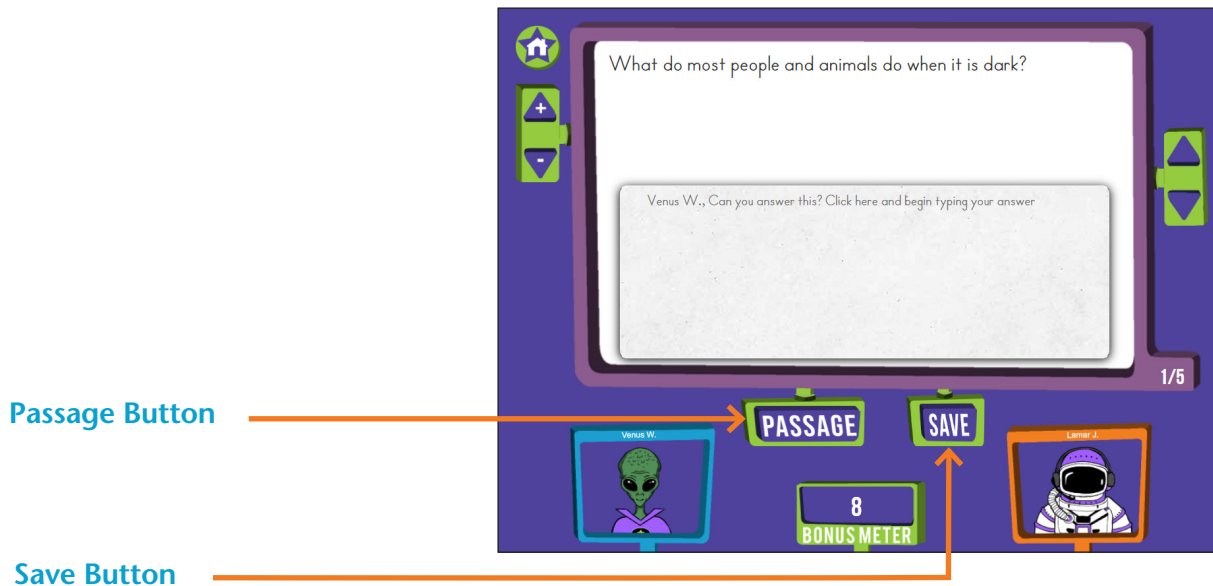 What do most people and animals do when it is dark?
+
-
Venus W., Can you answer this? Click here and begin typing your answer
1/5
Passage Button
PASSAGE
SAVE
Venus W.
Lamar J.
8
BONUS METER
Save Button